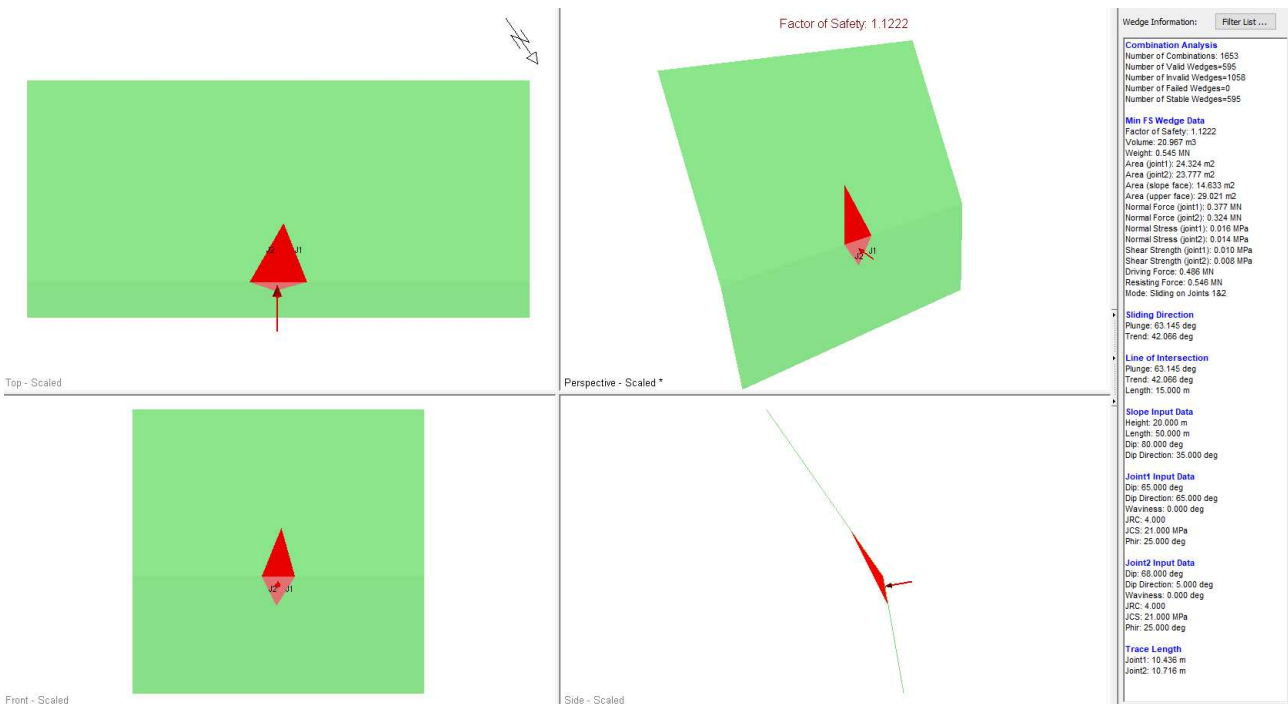 Factor of Safety: 1.1222
J2 J1
Top - Scaled
J1
J2
Perspective - Scaled *
J2 J1
Front - Scaled
Side - Scaled
Wedge Information: Filter List ...
Combination Analysis
Number of Combinations: 1653
Number of Valid Wedges=595
Number of Invalid Wedges=1058
Number of Failed Wedges=0
Number of Stable Wedges=595
Min FS Wedge Data
Factor of Safety: 1.1222
Volume: 20.967 m3
Weight: 0.545 MN
Area (joint1): 24.324 m2
Area (joint2): 23.777 m2
Area (slope face): 14.633 m2
Area (upper face): 29.021 m2
Normal Force (joint1): 0.377 MN
Normal Force (joint2): 0.324 MN
Normal Stress (joint1): 0.016 MPa
Normal Stress (joint2): 0.014 MPa
Shear Strength (joint1): 0.010 MPa
Shear Strength (joint2): 0.008 MPa
Driving Force: 0.486 MN
Resisting Force: 0.546 MN
Mode: Sliding on Joints 1&2
Sliding Direction
Plunge: 63.145 deg
Trend: 42.066 deg
Line of Intersection
Plunge: 63.145 deg
Trend: 42.066 deg
Length: 15.000 m
Slope Input Data
Height: 20.000 m
Length: 50.000 m
Dip: 80.000 deg
Dip Direction: 35.000 deg
Joint1 Input Data
Dip: 65.000 deg
Dip Direction: 65.000 deg
Waviness: 0.000 deg
JRC: 4.000
JCS: 21.000 MPa
Phir: 25.000 deg
Joint2 Input Data
Dip: 68.000 deg
Dip Direction: 5.000 deg
Waviness: 0.000 deg
JRC: 4.000
JCS: 21.000 MPa
Phir: 25.000 deg
Trace Length
Joint1: 10.436 m
Joint2: 10.716 m